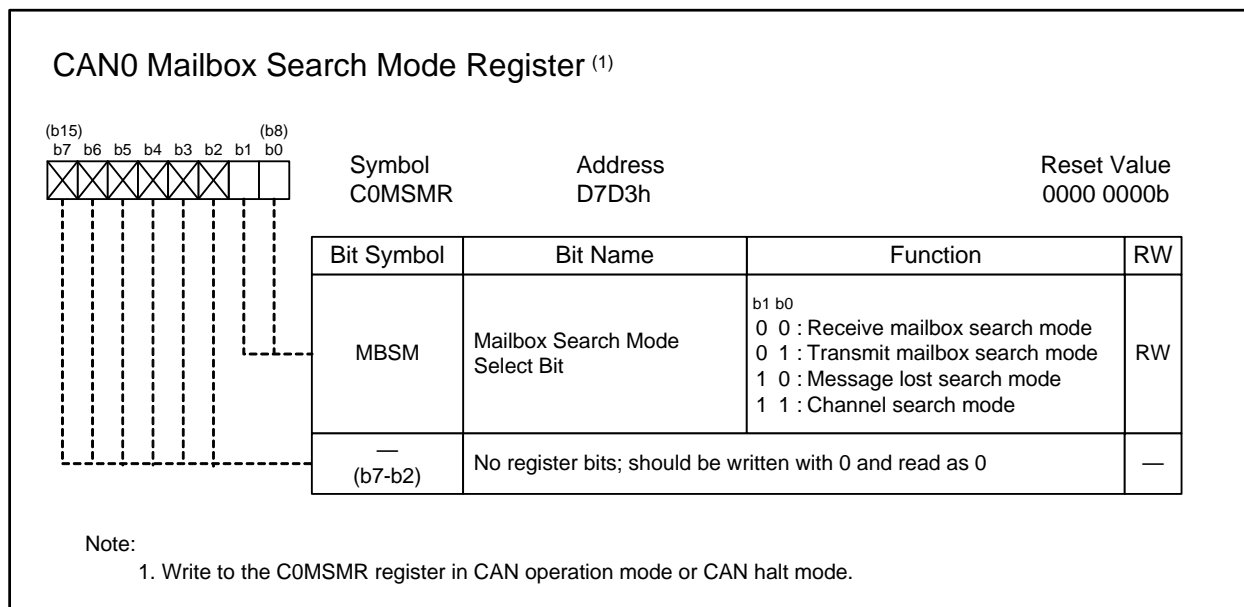 CAN0 Mailbox Search Mode Register (1)
(b15) (b8)
b7 b6 b5 b4 b3 b2 b1 b0
Symbol Address Reset Value
C0MSMR D7D3h 0000 0000b
Bit Symbol Bit Name Function RW
MBSM Mailbox Search Mode Select Bit
b1 b0
0 0 : Receive mailbox search mode
0 1 : Transmit mailbox search mode
1 0 : Message lost search mode
1 1 : Channel search mode
RW
—
(b7-b2)
No register bits; should be written with 0 and read as 0
—
Note:
1. Write to the C0MSMR register in CAN operation mode or CAN halt mode.